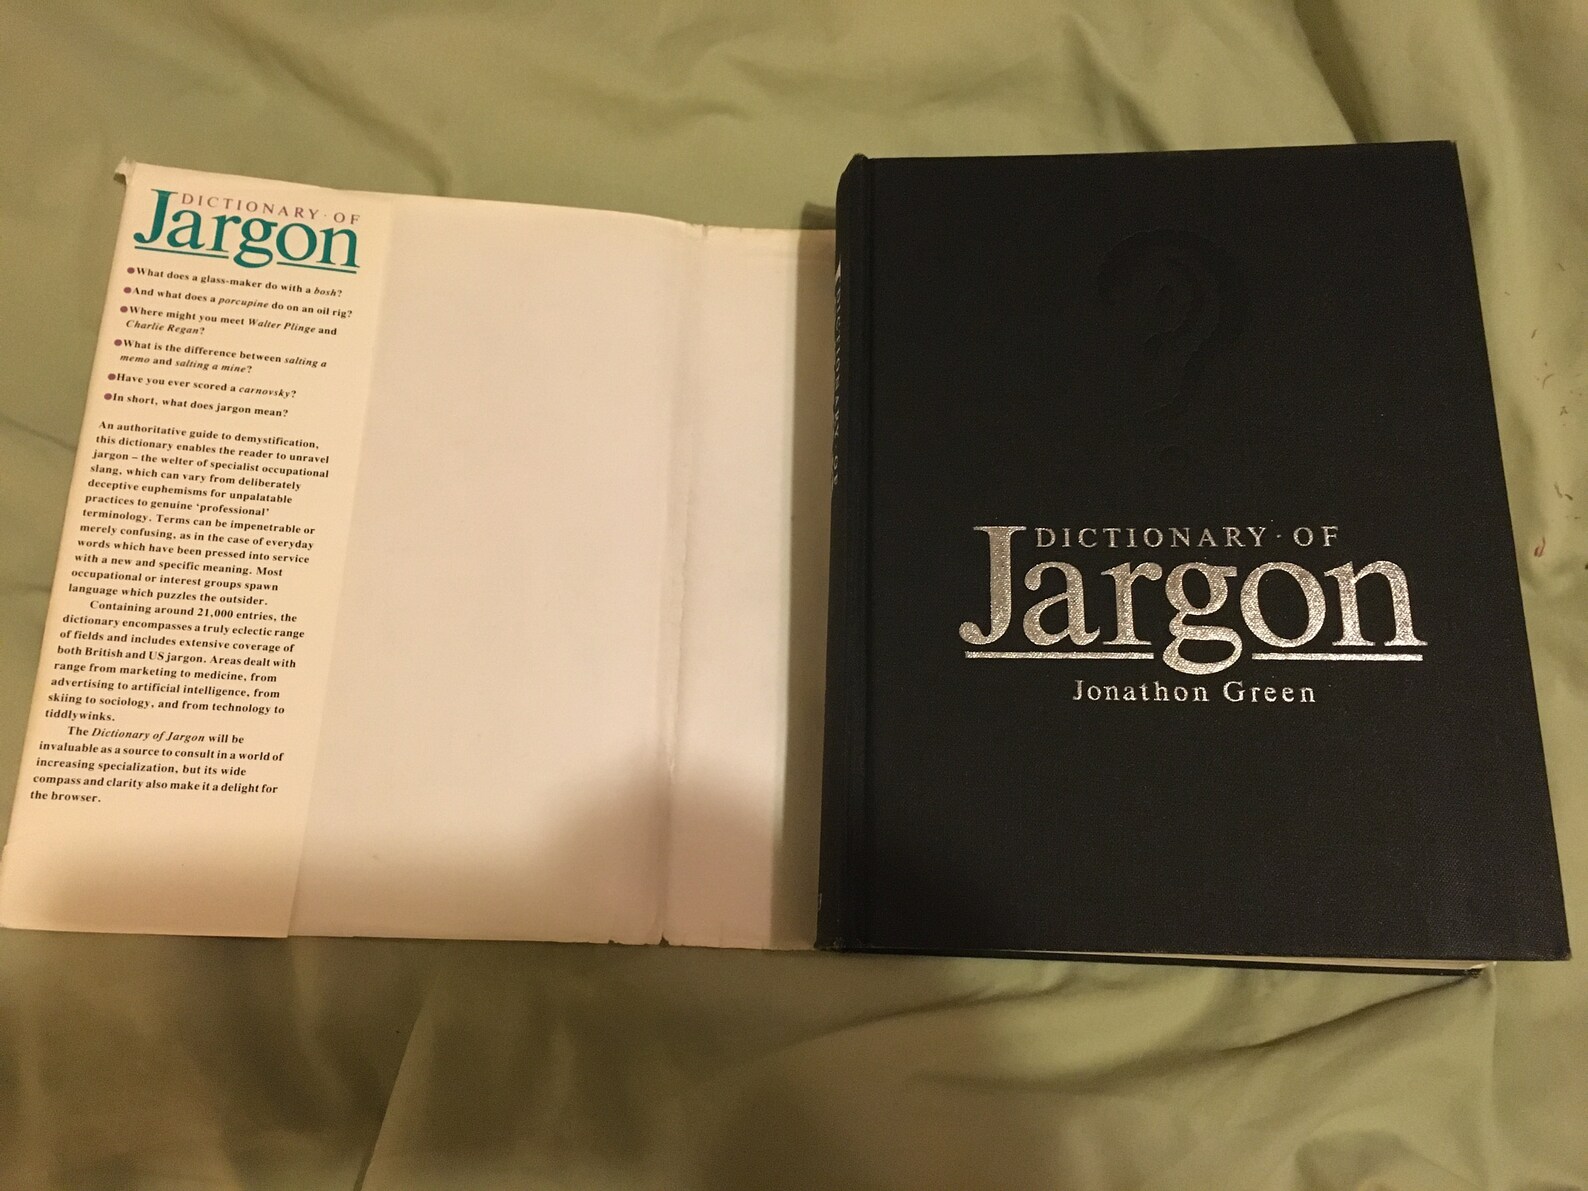 DICTIONARY · OF
Jargon
●What does a glass-maker do with a bosh?
●And what does a porcupine do on an oil rig?
●Where might you meet Walter Plinge and
Charlie Regan?
●What is the difference between salting a
memo and salting a mine?
●Have you ever scored a carnovsky?
●In short, what does jargon mean?
An authoritative guide to demystification,
this dictionary enables the reader to unravel
jargon – the welter of specialist occupational
slang, which can vary from deliberately
deceptive euphemisms for unpalatable
practices to genuine ‘professional’
terminology. Terms can be impenetrable or
merely confusing, as in the case of everyday
words which have been pressed into service
with a new and specific meaning. Most
occupational or interest groups spawn
language which puzzles the outsider.
Containing around 21,000 entries, the
dictionary encompasses a truly eclectic range
of fields and includes extensive coverage of
both British and US jargon. Areas dealt with
range from marketing to medicine, from
advertising to artificial intelligence, from
skiing to sociology, and from technology to
tiddlywinks.
The Dictionary of Jargon will be
invaluable as a source to consult in a world of
increasing specialization, but its wide
compass and clarity also make it a delight for
the browser.
DICTIONARY OF
?
DICTIONARY · OF
Jargon
Jonathon Green